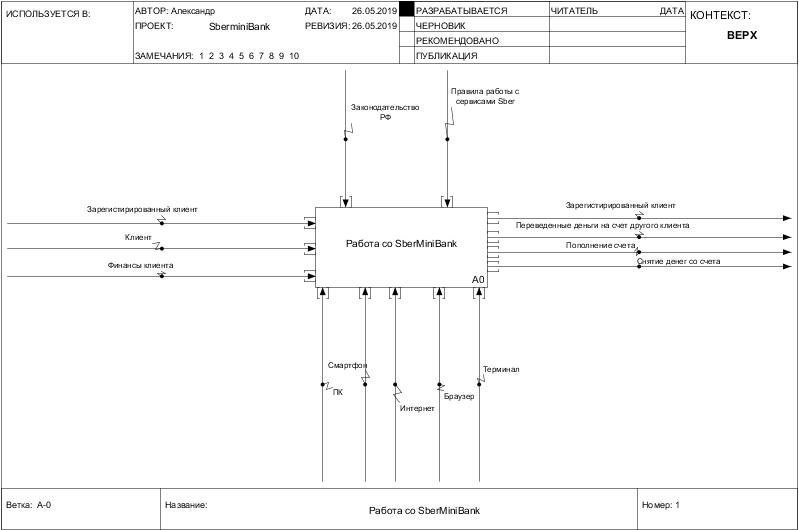 ИСПОЛЬЗУЕТСЯ В:
АВТОР: Александр
ДАТА: 26.05.2019
РАЗРАБАТЫВАЕТСЯ
ЧИТАТЕЛЬ
ДАТА
КОНТЕКСТ:
ПРОЕКТ: SberminiBank
РЕВИЗИЯ: 26.05.2019
ЧЕРНОВИК
ВЕРХ
РЕКОМЕНДОВАНО
ЗАМЕЧАНИЯ: 1 2 3 4 5 6 7 8 9 10
ПУБЛИКАЦИЯ
Законодательство
РФ
Правила работы с
сервисами Sber
Зарегистрированный клиент
Клиент
Финансы клиента
Работа со SberMiniBank
A0
Зарегистрированный клиент
Переведенные деньги на счет другого клиента
Пополнение счета
Снятие денег со счета
Смартфон
ПК
Интернет
Браузер
Терминал
Ветка: A-0
Название:
Работа со SberMiniBank
Номер: 1